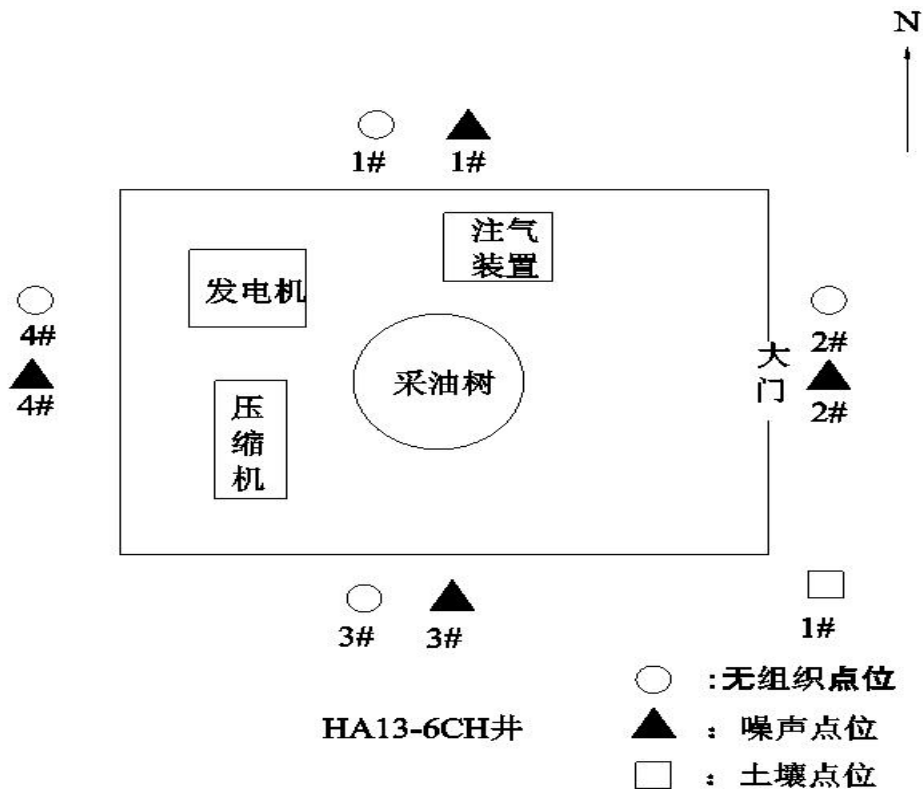 N
1#
1#
注气
装置
发电机
4#
4#
采油树
压
缩
机
大
门
2#
2#
3#
3#
1#
:无组织点位
HA13-6CH井
：噪声点位
：土壤点位